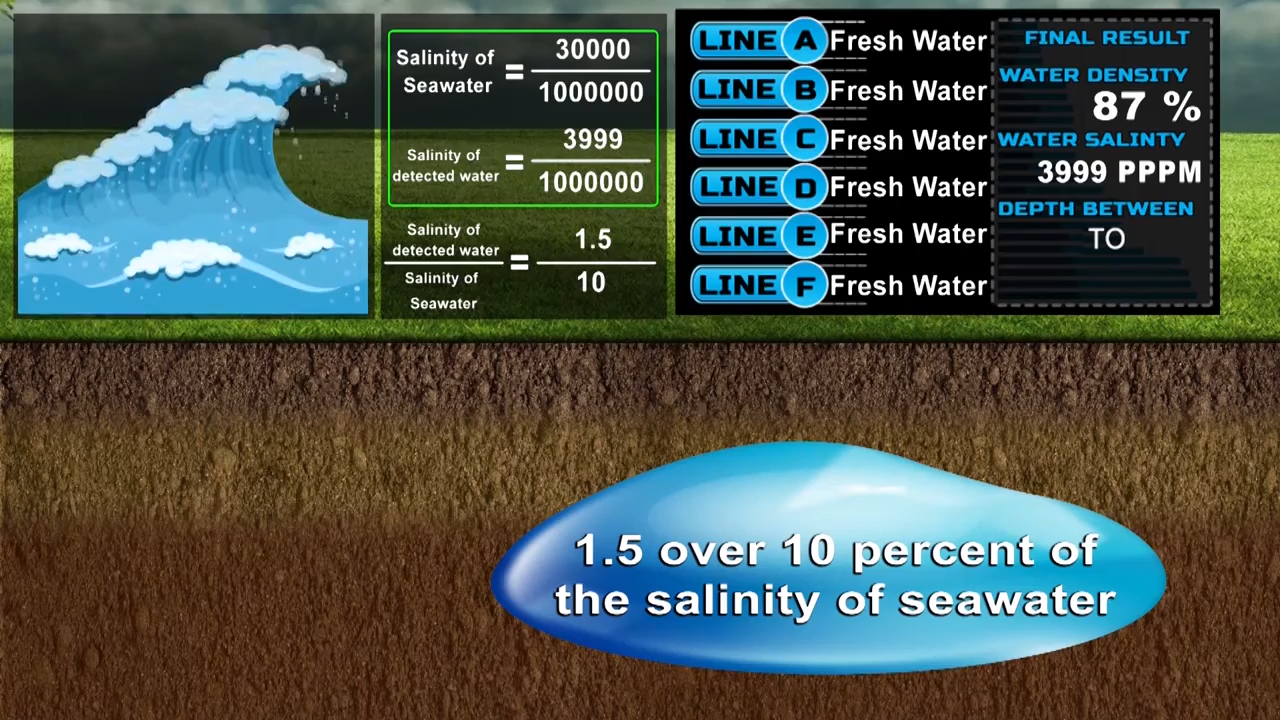 Salinity of
Seawater
=
30000
1000000
Salinity of
detected water
=
3999
1000000
Salinity of
detected water
Salinity of
Seawater
=
1.5
10
LINE A Fresh Water
LINE B Fresh Water
LINE C Fresh Water
LINE D Fresh Water
LINE E Fresh Water
LINE F Fresh Water
FINAL RESULT
WATER DENSITY
87 %
WATER SALINTY
3999 PPPM
DEPTH BETWEEN
TO
1.5 over 10 percent of
the salinity of seawater